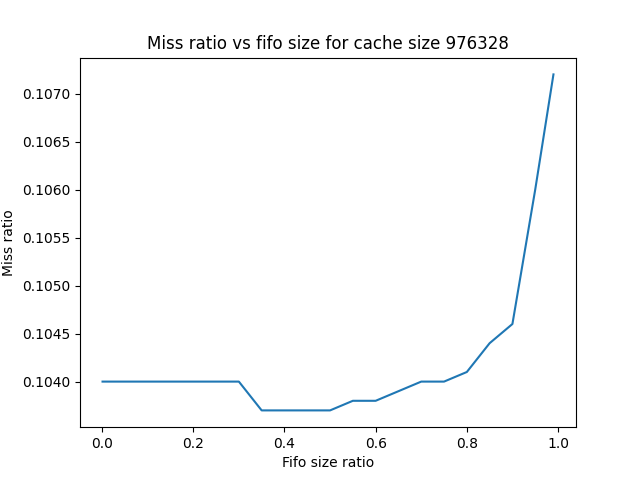 Miss ratio vs fifo size for cache size 976328
0.1070
0.1065
0.1060
0.1055
0.1050
0.1045
0.1040
Miss ratio
0.0 0.2 0.4 0.6 0.8 1.0
Fifo size ratio